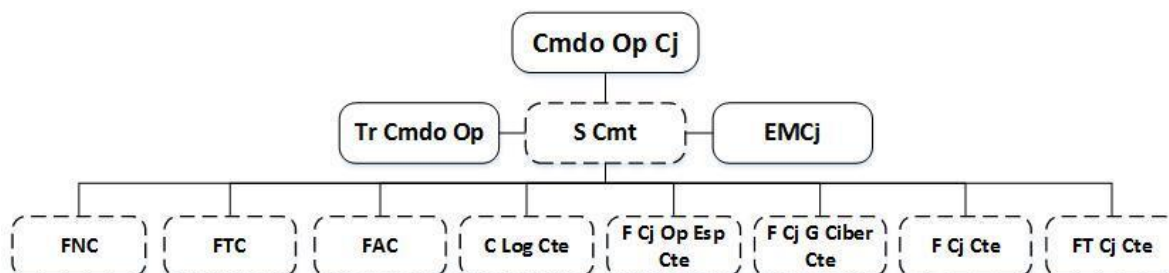 Cmdo Op Cj
Tr Cmdo Op
S Cmt
EMCj
FNC
FTC
FAC
C Log Cte
F Cj Op Esp
Cte
F Cj G Ciber
Cte
F Cj Cte
FT Cj Cte